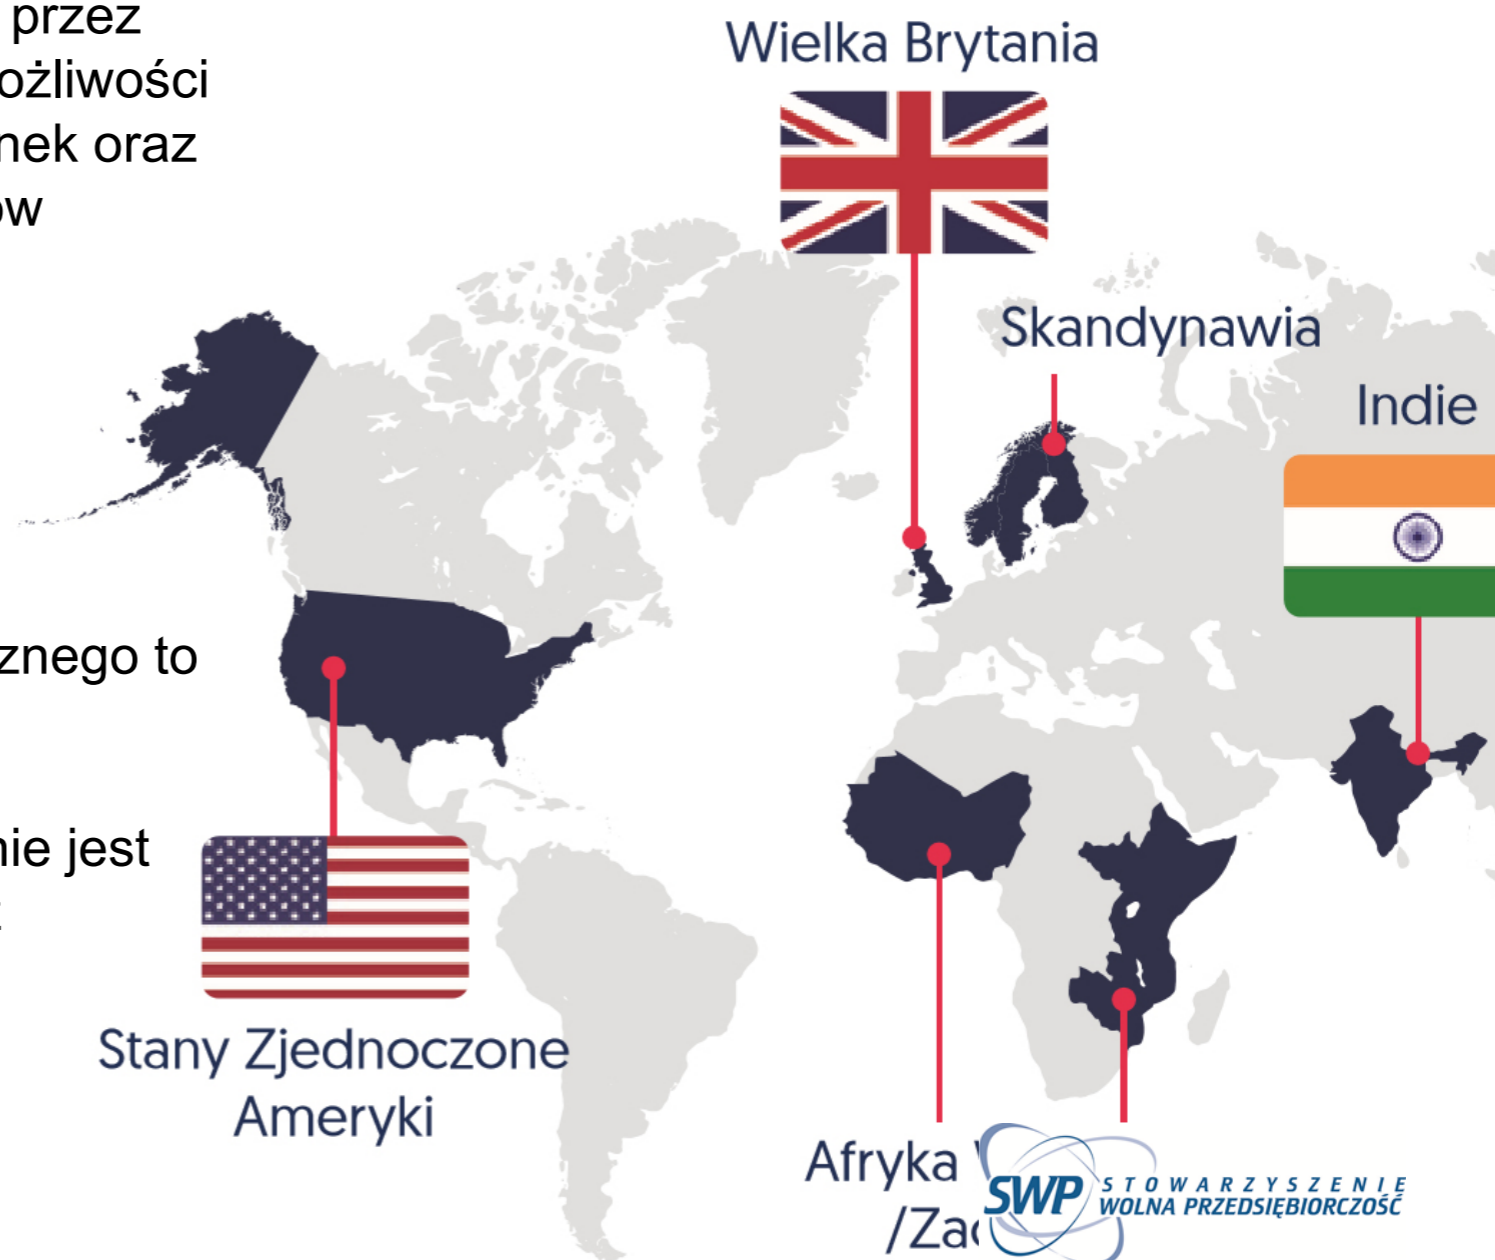 przez
ożliwości
nek oraz
ów
znego to
nie jest
Wielka Brytania
Skandynawia
Indie
Stany Zjednoczone
Ameryki
Afryka
/Zac
SWP STOWARZYSZENIE
WOLNA PRZEDSIĘBIORCZOŚĆ